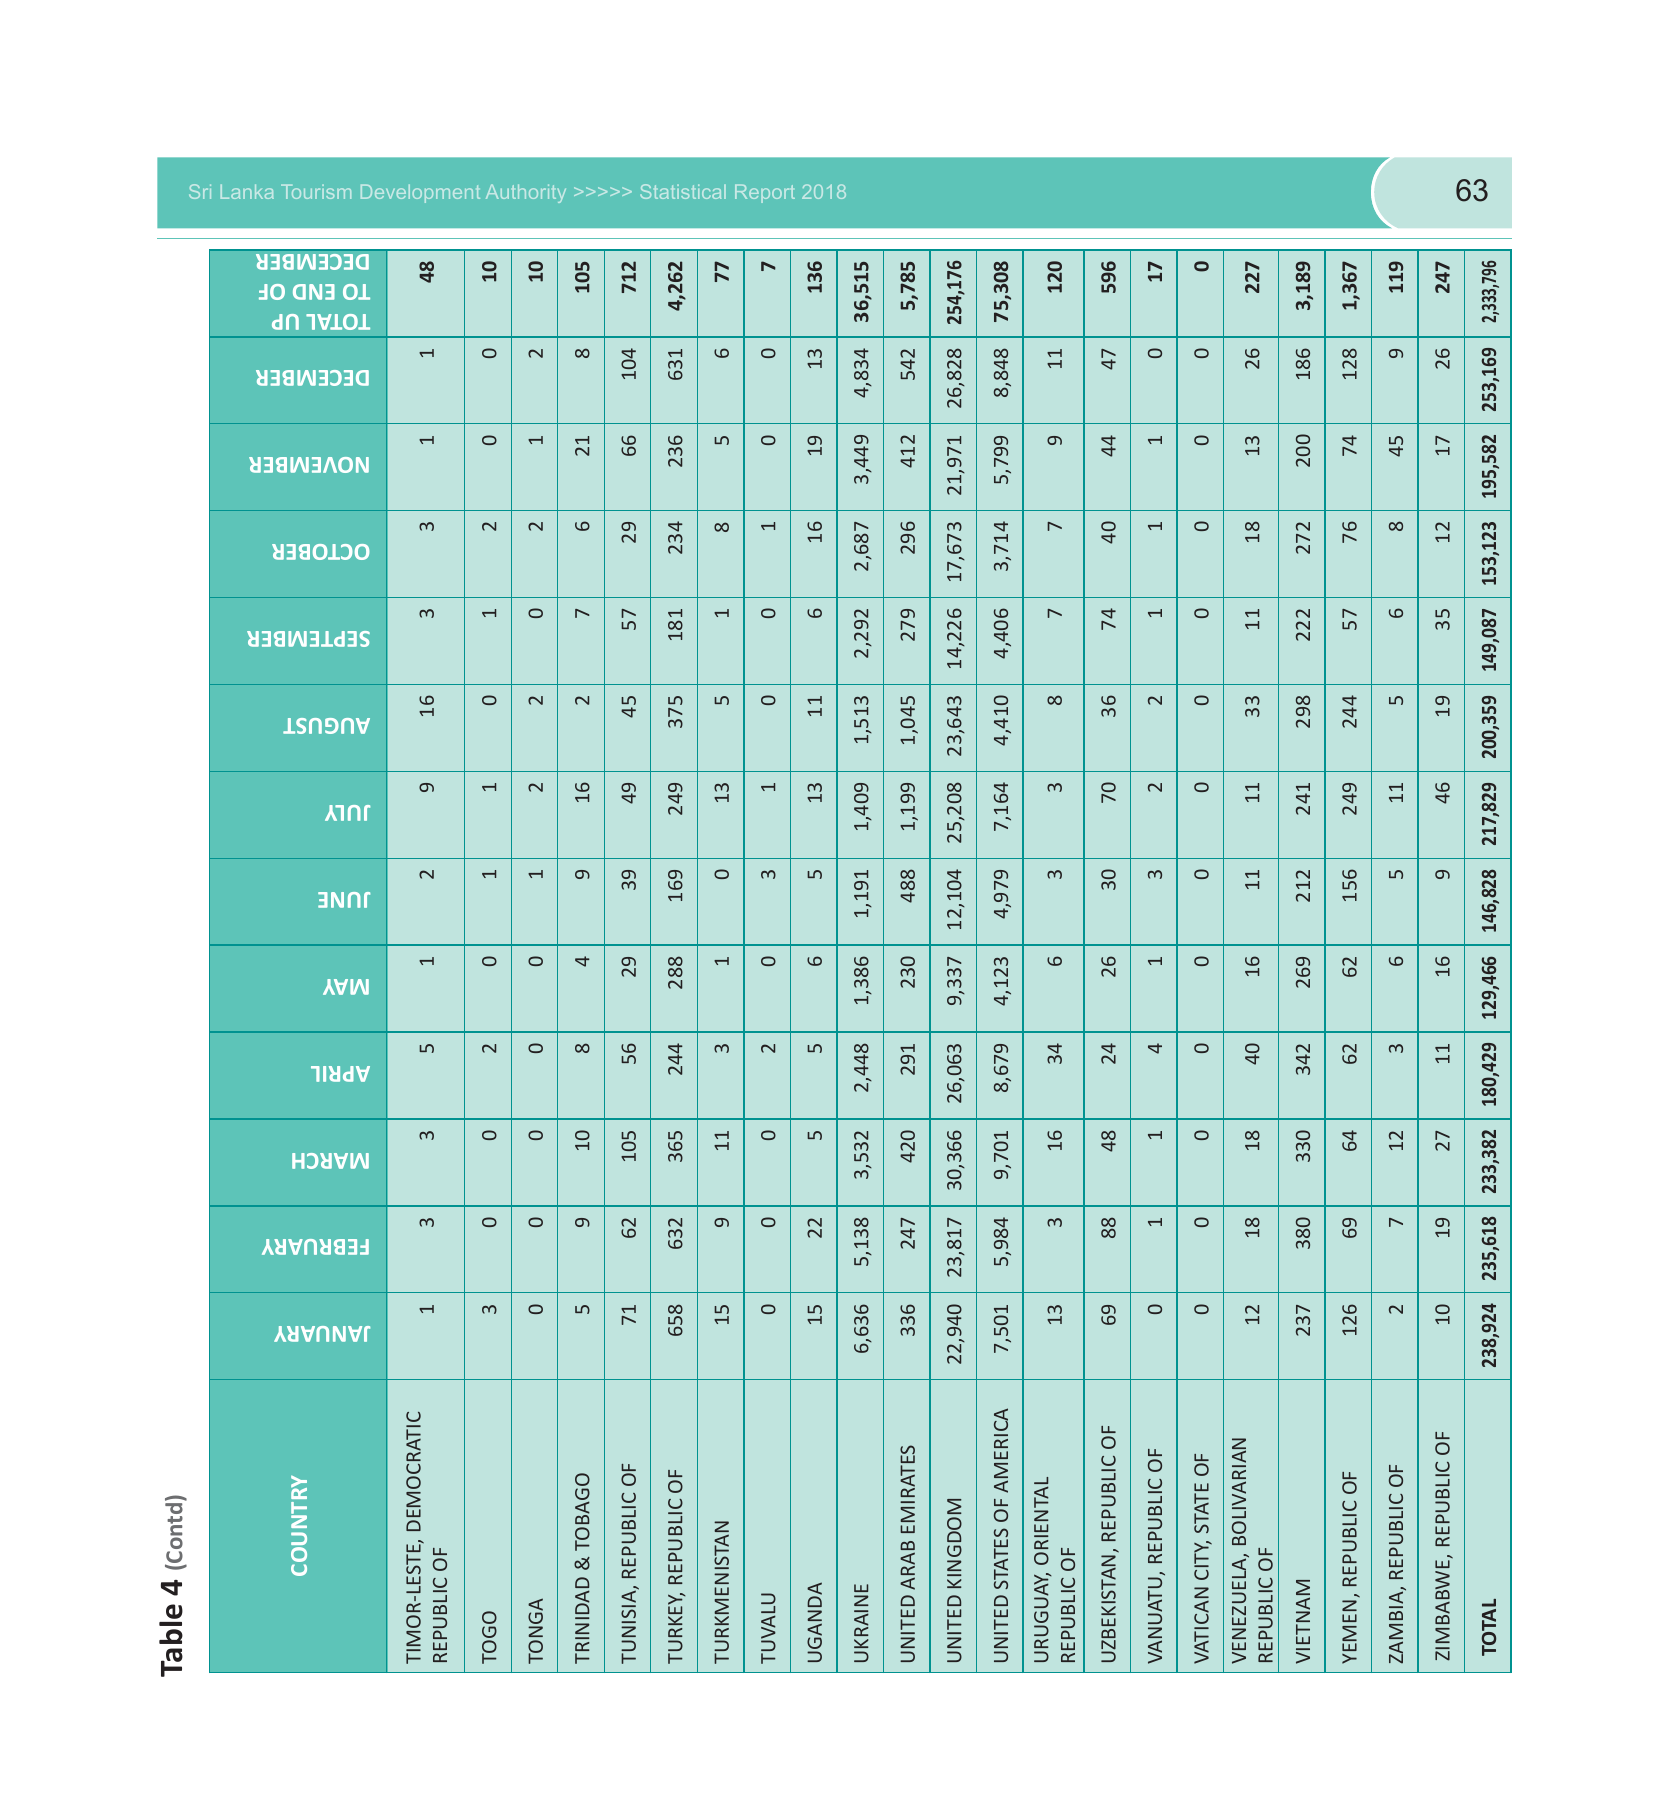 Sri Lanka Tourism Development Authority >>>>> Statistical Report 2018
63
Table 4 (Contd)
COUNTRY JANUARY FEBRUARY MARCH APRIL MAY JUNE JULY AUGUST SEPTEMBER OCTOBER NOVEMBER DECEMBER TOTAL UP TO END OF DECEMBER
TIMOR-LESTE, DEMOCRATIC
REPUBLIC OF 1 3 3 5 1 2 9 16 3 3 1 1 48
TOGO 3 0 0 2 0 1 1 0 1 2 0 0 10
TONGA 0 0 0 0 0 1 2 2 0 2 1 2 10
TRINIDAD & TOBAGO 5 9 10 8 4 9 16 2 7 6 21 8 105
TUNISIA, REPUBLIC OF 71 62 105 56 29 39 49 45 57 29 66 104 712
TURKEY, REPUBLIC OF 658 632 365 244 288 169 249 375 181 234 236 631 4,262
TURKMENISTAN 15 9 11 3 1 0 13 5 1 8 5 6 77
TUVALU 0 0 0 2 0 3 1 0 0 1 0 0 7
UGANDA 15 22 5 5 6 5 13 11 6 16 19 13 136
UKRAINE 6,636 5,138 3,532 2,448 1,386 1,191 1,409 1,513 2,292 2,687 3,449 4,834 36,515
UNITED ARAB EMIRATES 336 247 420 291 230 488 1,199 1,045 279 296 412 542 5,785
UNITED KINGDOM 22,940 23,817 30,366 26,063 9,337 12,104 25,208 23,643 14,226 17,673 21,971 26,828 254,176
UNITED STATES OF AMERICA 7,501 5,984 9,701 8,679 4,123 4,979 7,164 4,410 4,406 3,714 5,799 8,848 75,308
URUGUAY, ORIENTAL
REPUBLIC OF 13 3 16 34 6 3 3 8 7 7 9 11 120
UZBEKISTAN, REPUBLIC OF 69 88 48 24 26 30 70 36 74 40 44 47 596
VANUATU, REPUBLIC OF 0 1 1 4 1 3 2 2 1 1 1 0 17
VATICAN CITY, STATE OF 0 0 0 0 0 0 0 0 0 0 0 0 0
VENEZUELA, BOLIVARIAN
REPUBLIC OF 12 18 18 40 16 11 11 33 11 18 13 26 227
VIETNAM 237 380 330 342 269 212 241 298 222 272 200 186 3,189
YEMEN, REPUBLIC OF 126 69 64 62 62 156 249 244 57 76 74 128 1,367
ZAMBIA, REPUBLIC OF 2 7 12 3 6 5 11 5 6 8 45 9 119
ZIMBABWE, REPUBLIC OF 10 19 27 11 16 9 46 19 35 12 17 26 247
TOTAL 238,924 235,618 233,382 180,429 129,466 146,828 217,829 200,359 149,087 153,123 195,582 253,169 2,333,796